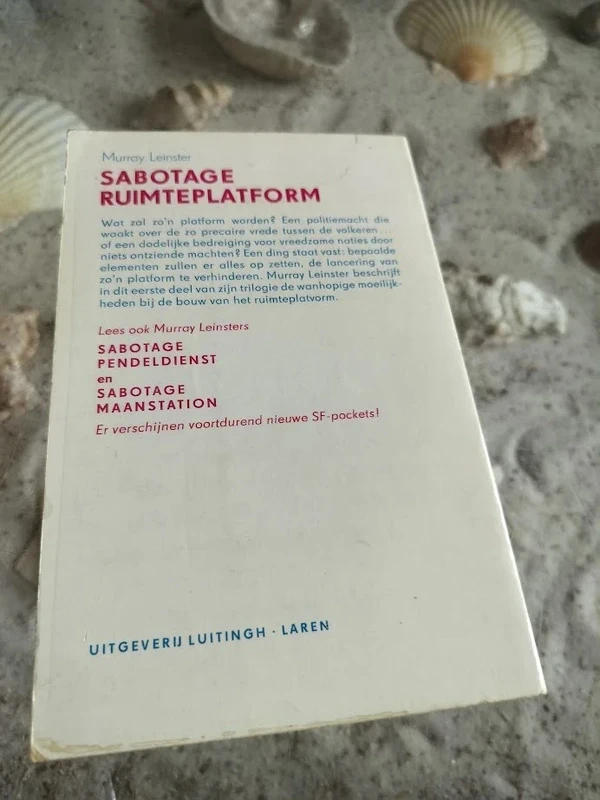 Murray Leinster
SABOTAGE
RUIMTEPLATFORM
Wat zal zo'n platform worden? Een politiemacht die
waakt over de zo precaire vrede tussen de volkeren...
of een dodelijke bedreiging voor vreedzame naties door
niets ontziende machten? Een ding staat vast: bepaalde
elementen zullen er alles op zetten, de lancering van
zo'n platform te verhinderen. Murray Leinster beschrijft
in dit eerste deel van zijn trilogie de wanhopige moeilijk-
heden bij de bouw van het ruimteplatvorm.
Lees ook Murray Leinsters
SABOTAGE
PENDELDIENST
en
SABOTAGE
MAANSTATION
Er verschijnen voortdurend nieuwe SF-pockets!
UITGEVERIJ LUITINGH · LAREN